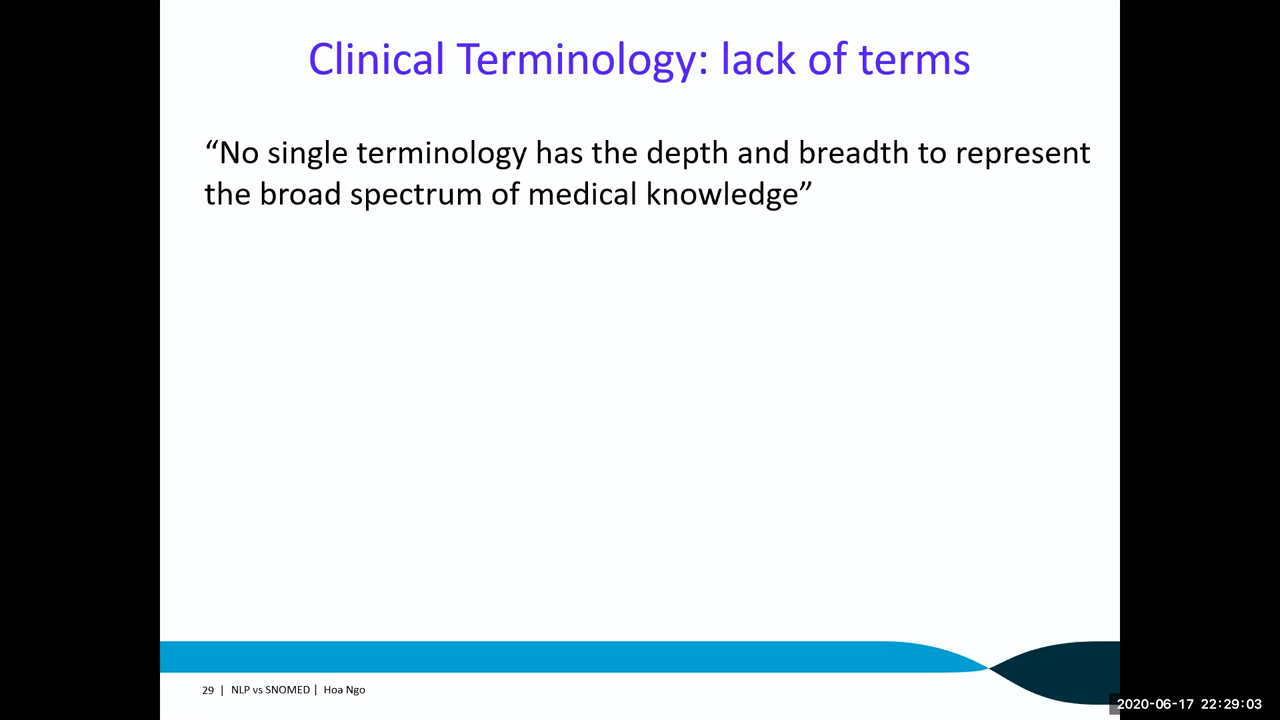 Clinical Terminology: lack of terms
“No single terminology has the depth and breadth to represent
the broad spectrum of medical knowledge”
29 | NLP vs SNOMED | Hoa Ngo
2020-06-17 22:29:03